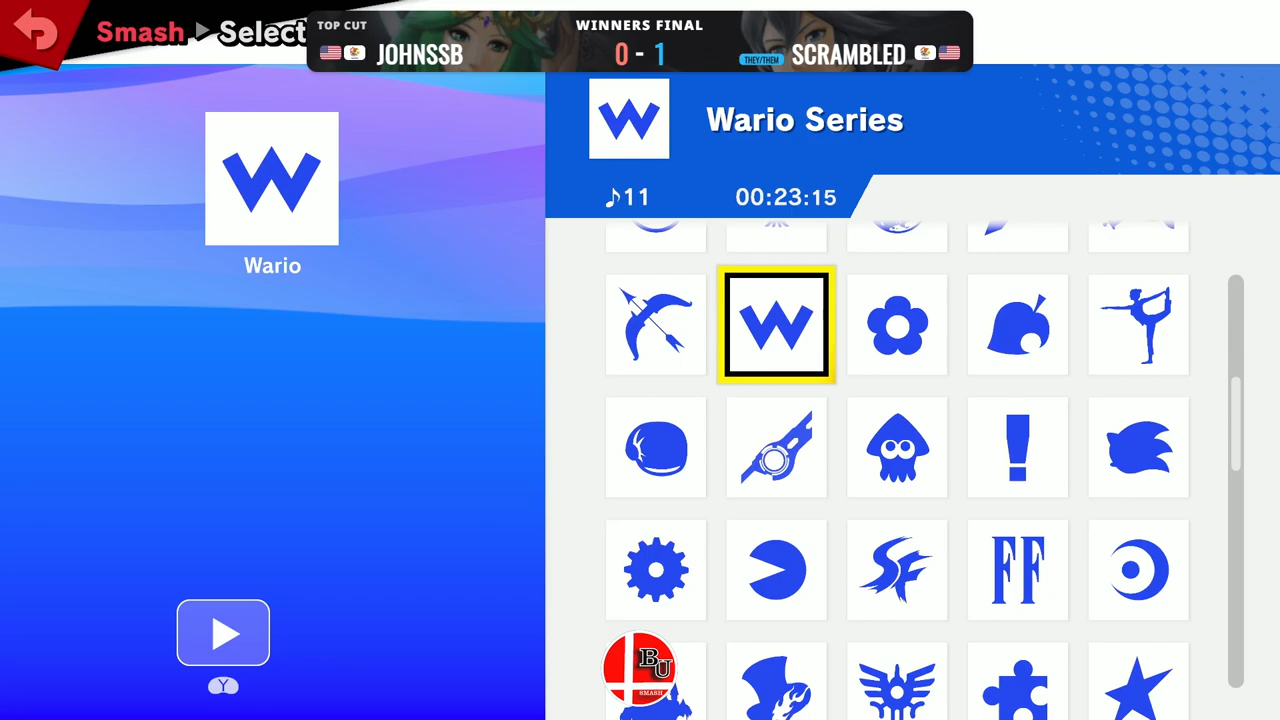 Smash Select
TOP CUT
WINNERS FINAL
JOHNSSB
0 - 1
THEY/THEM
SCRAMBLED
Wario Series
♪11
00:23:15
W
Wario
W
W
!
SF
FF
Y
BU
SMASH